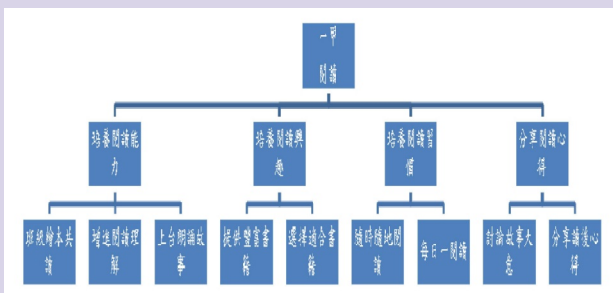 一甲
閱讀
培養閱讀能
力
培養閱讀興
趣
培養閱讀習
慣
分享閱讀心
得
班級繪本共
讀
增進閱讀理
解
上台朗誦故
事
提供豐富書
籍
選擇適合書
籍
隨時隨地閱
讀
每日一閱讀
討論故事大
意
分享讀後心
得